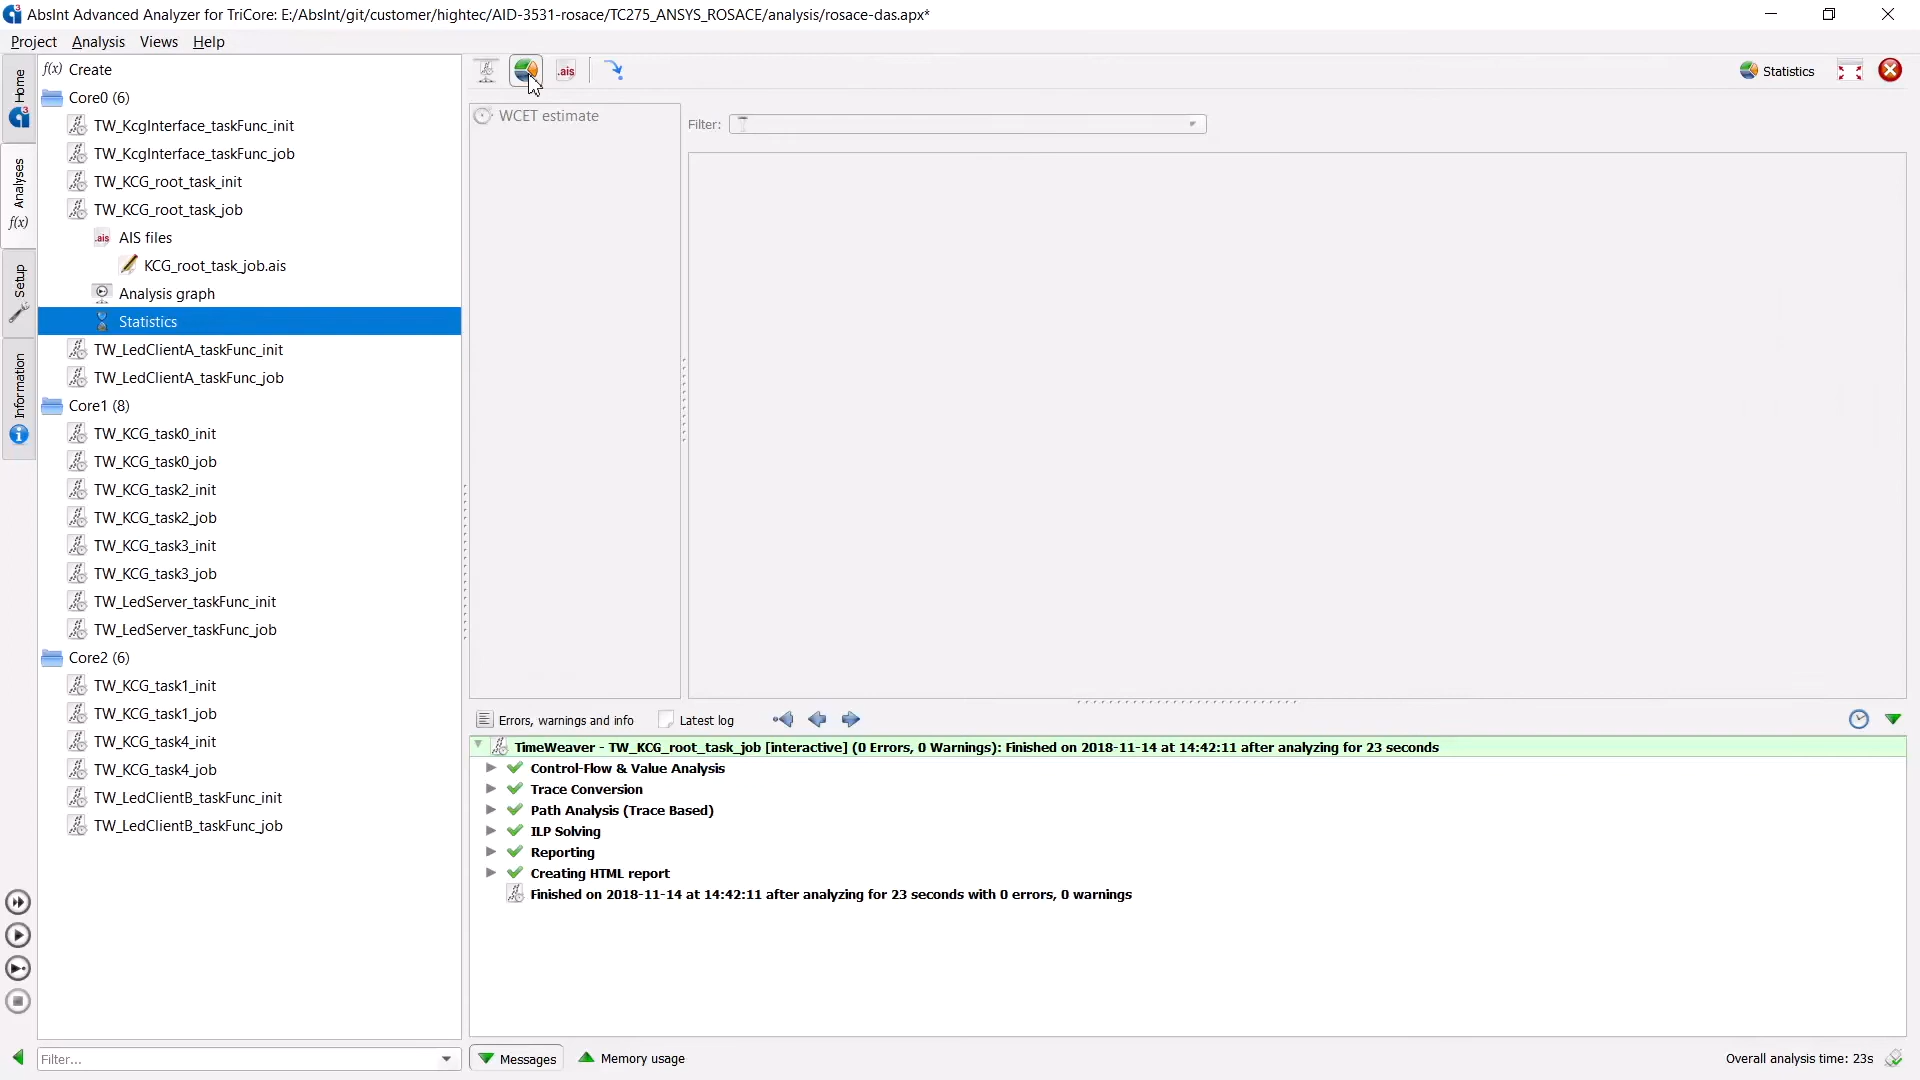 AbsInt Advanced Analyzer for TriCore: E:/AbsInt/git/customer/hightec/AID-3531-rosace/TC275_ANSYS_ROSACE/analysis/rosace-das.apx*
Project Analysis Views Help
Home
Analyses
f(x)
Setup
Information
f(x) Create
Core0 (6)
TW_KcgInterface_taskFunc_init
TW_KcgInterface_taskFunc_job
TW_KCG_root_task_init
TW_KCG_root_task_job
.ais AIS files
KCG_root_task_job.ais
Analysis graph
Statistics
TW_LedClientA_taskFunc_init
TW_LedClientA_taskFunc_job
Core1 (8)
TW_KCG_task0_init
TW_KCG_task0_job
TW_KCG_task2_init
TW_KCG_task2_job
TW_KCG_task3_init
TW_KCG_task3_job
TW_LedServer_taskFunc_init
TW_LedServer_taskFunc_job
Core2 (6)
TW_KCG_task1_init
TW_KCG_task1_job
TW_KCG_task4_init
TW_KCG_task4_job
TW_LedClientB_taskFunc_init
TW_LedClientB_taskFunc_job
Filter...
.ais
Statistics
WCET estimate
Filter:
Errors, warnings and info Latest log
TimeWeaver - TW_KCG_root_task_job [interactive] (0 Errors, 0 Warnings): Finished on 2018-11-14 at 14:42:11 after analyzing for 23 seconds
Control-Flow & Value Analysis
Trace Conversion
Path Analysis (Trace Based)
ILP Solving
Reporting
Creating HTML report
Finished on 2018-11-14 at 14:42:11 after analyzing for 23 seconds with 0 errors, 0 warnings
Messages Memory usage
Overall analysis time: 23s